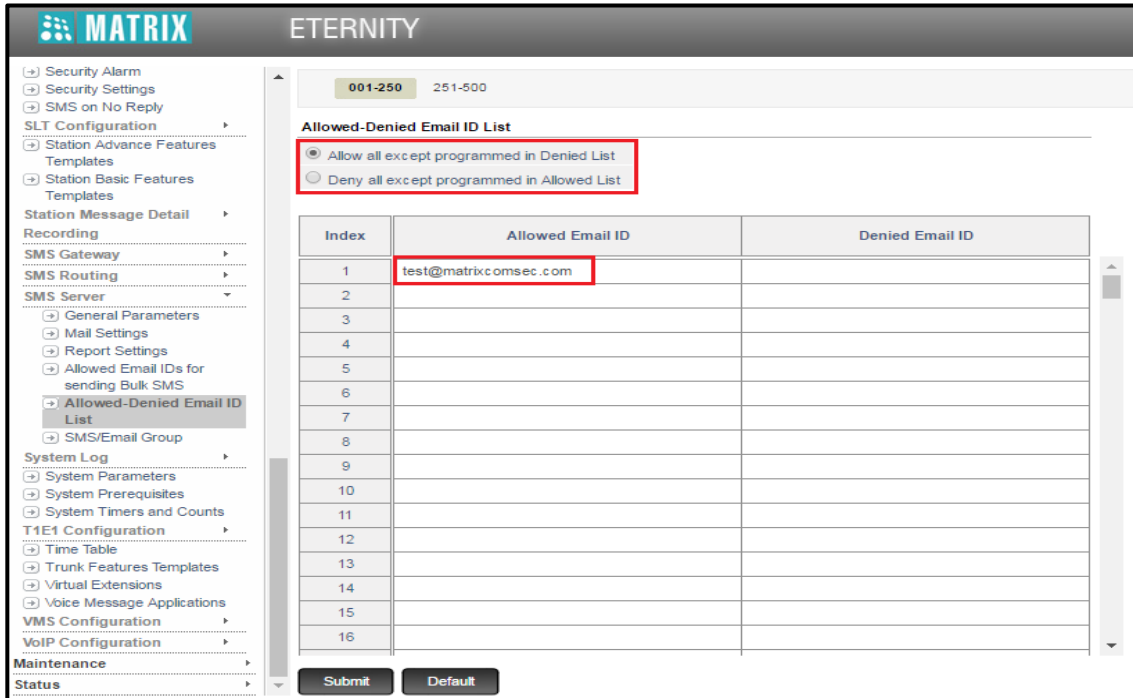 MATRIX
ETERNITY
Security Alarm
Security Settings
SMS on No Reply
SLT Configuration
Station Advance Features
Templates
Station Basic Features
Templates
Station Message Detail
Recording
SMS Gateway
SMS Routing
SMS Server
General Parameters
Mail Settings
Report Settings
Allowed Email IDs for
sending Bulk SMS
Allowed-Denied Email ID
List
SMS/Email Group
System Log
System Parameters
System Prerequisites
System Timers and Counts
T1E1 Configuration
Time Table
Trunk Features Templates
Virtual Extensions
Voice Message Applications
VMS Configuration
VoIP Configuration
Maintenance
Status
001-250 251-500
Allowed-Denied Email ID List
Allow all except programmed in Denied List
Deny all except programmed in Allowed List
Index Allowed Email ID Denied Email ID
1 test@matrixcomsec.com
2
3
4
5
6
7
8
9
10
11
12
13
14
15
16
Submit Default